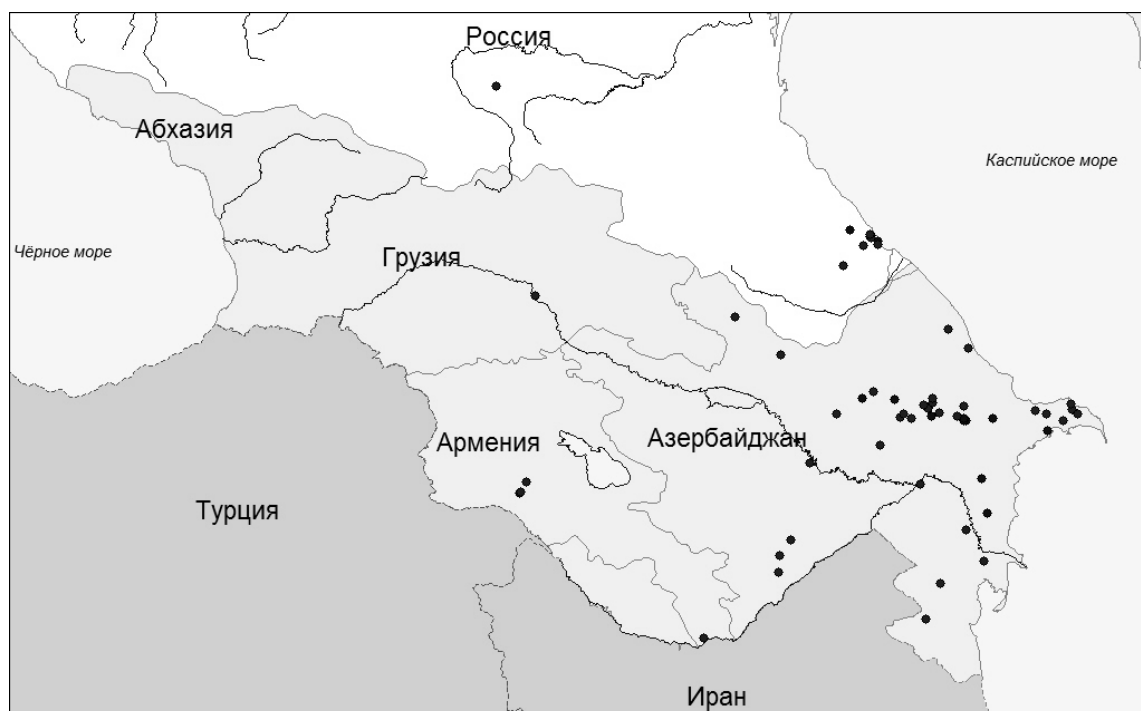 Россия
Абхазия
Каспийское море
Чёрное море
Грузия
Армения
Азербайджан
Турция
Иран